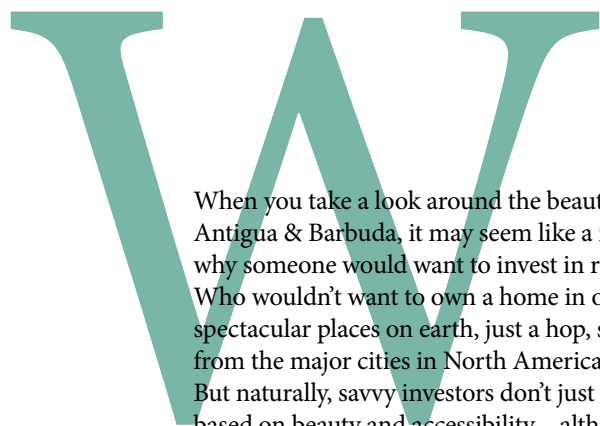 W
When you take a look around the
Antigua & Barbuda, it may seem like a
why someone would want to invest in
Who wouldn’t want to own a home in
spectacular places on earth, just a hop,
from the major cities in North America
But naturally, savvy investors don’t just
based on beauty and accessibility